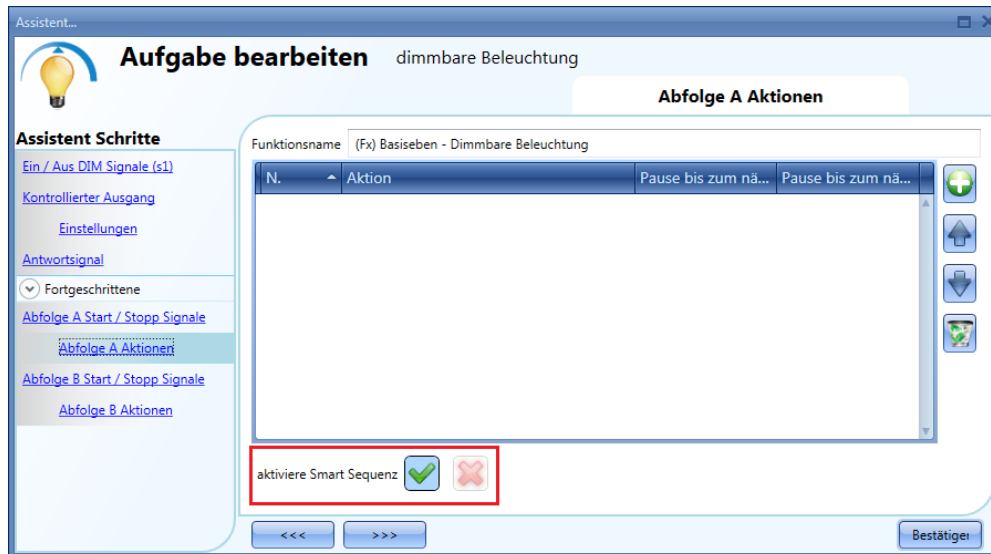 Assistent...
Aufgabe bearbeiten dimmbare Beleuchtung
Abfolge A Aktionen
Assistent Schritte
Ein / Aus DIM Signale (s1)
Kontrollierter Ausgang
Einstellungen
Antwortsignal
Fortgeschrittene
Abfolge A Start / Stopp Signale
Abfolge A Aktionen
Abfolge B Start / Stopp Signale
Abfolge B Aktionen
Funktionsname (Fx) Basiseben - Dimmbare Beleuchtung
N. Aktion Pause bis zum nä... Pause bis zum nä...
aktiviere Smart Sequenz
<<< >>> Bestätiger